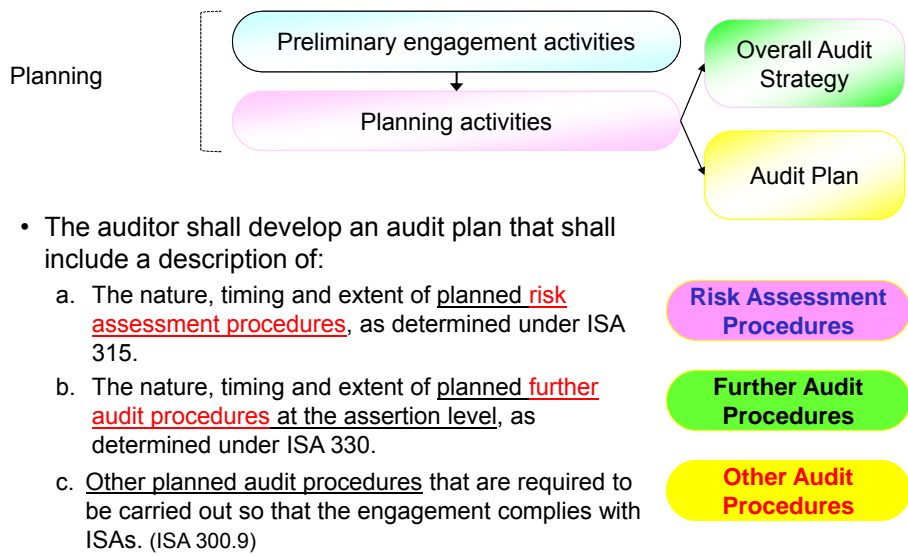 Preliminary engagement activities
Planning
Planning activities
Overall Audit
Strategy
Audit Plan
• The auditor shall develop an audit plan that shall
include a description of:
a. The nature, timing and extent of planned risk
assessment procedures, as determined under ISA
315.
Risk Assessment
Procedures
b. The nature, timing and extent of planned further
audit procedures at the assertion level, as
determined under ISA 330.
Further Audit
Procedures
c. Other planned audit procedures that are required to
be carried out so that the engagement complies with
ISAs. (ISA 300.9)
Other Audit
Procedures